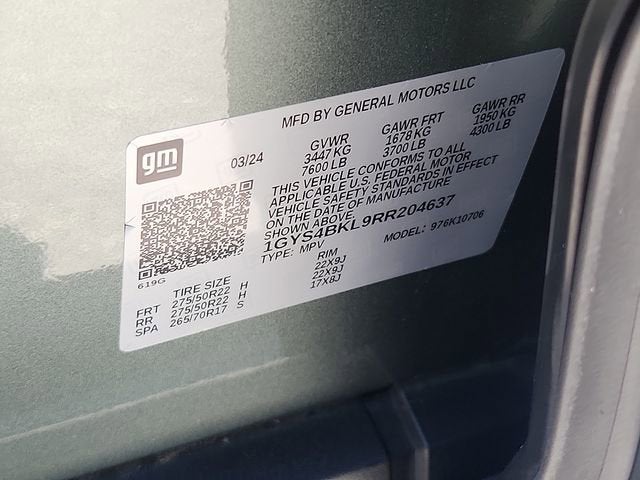 MFD BY GENERAL MOTORS LLC
gm
03/24
GVWR GAWR FRT GAWR RR
3447 KG 1678 KG 1950 KG
7600 LB 3700 LB 4300 LB
THIS VEHICLE CONFORMS TO ALL
APPLICABLE U.S. FEDERAL MOTOR
VEHICLE SAFETY STANDARDS IN EFFECT
ON THE DATE OF MANUFACTURE
SHOWN ABOVE.
1GYS4BKL9RR204637
TYPE: MPV MODEL: 976K10706
619G
TIRE SIZE RIM
FRT 275/50R22 H 22X9J
RR 275/50R22 H 22X9J
SPA 265/70R17 S 17X8J